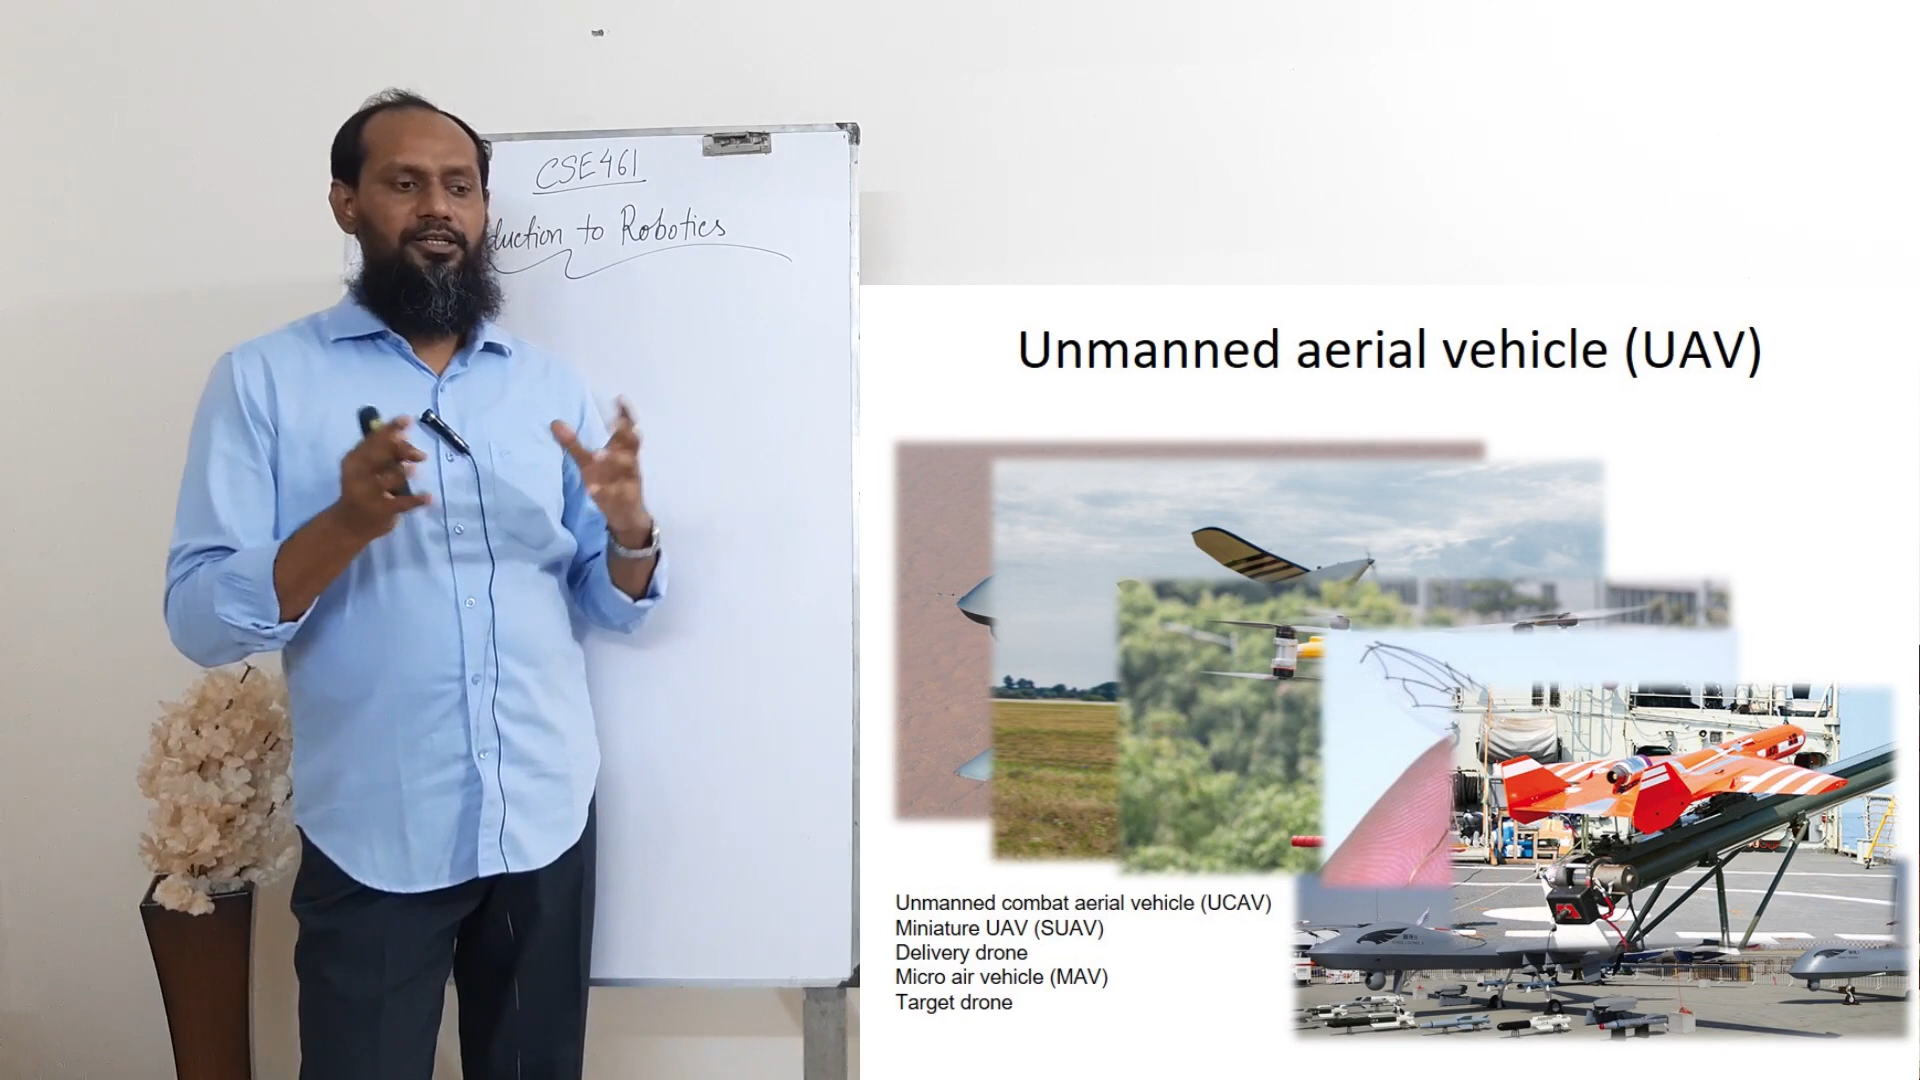 CSE461
duction to Robotics
Unmanned aerial vehicle (UAV)
Unmanned combat aerial vehicle (UCAV)
Miniature UAV (SUAV)
Delivery drone
Micro air vehicle (MAV)
Target drone